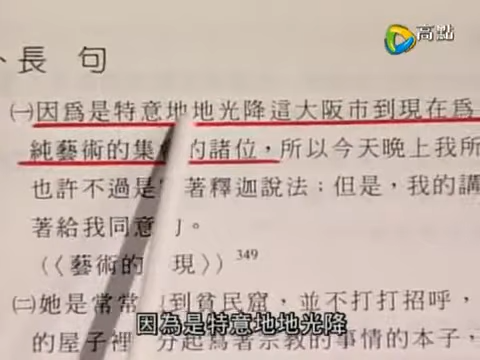 高點
、長句
㈠因爲是特意地地光降這大阪市到現在爲
純藝術的集 的諸位，所以今天晚上我所
也許不過是 著釋迦說法；但是，我的講
著給我同意 。
（〈藝術的 現〉）349
㈡她是常常 到貧民窟，並不打打招呼，
的屋子裡 分起寫著宗教的事情的本子，
因為是特意地地光降